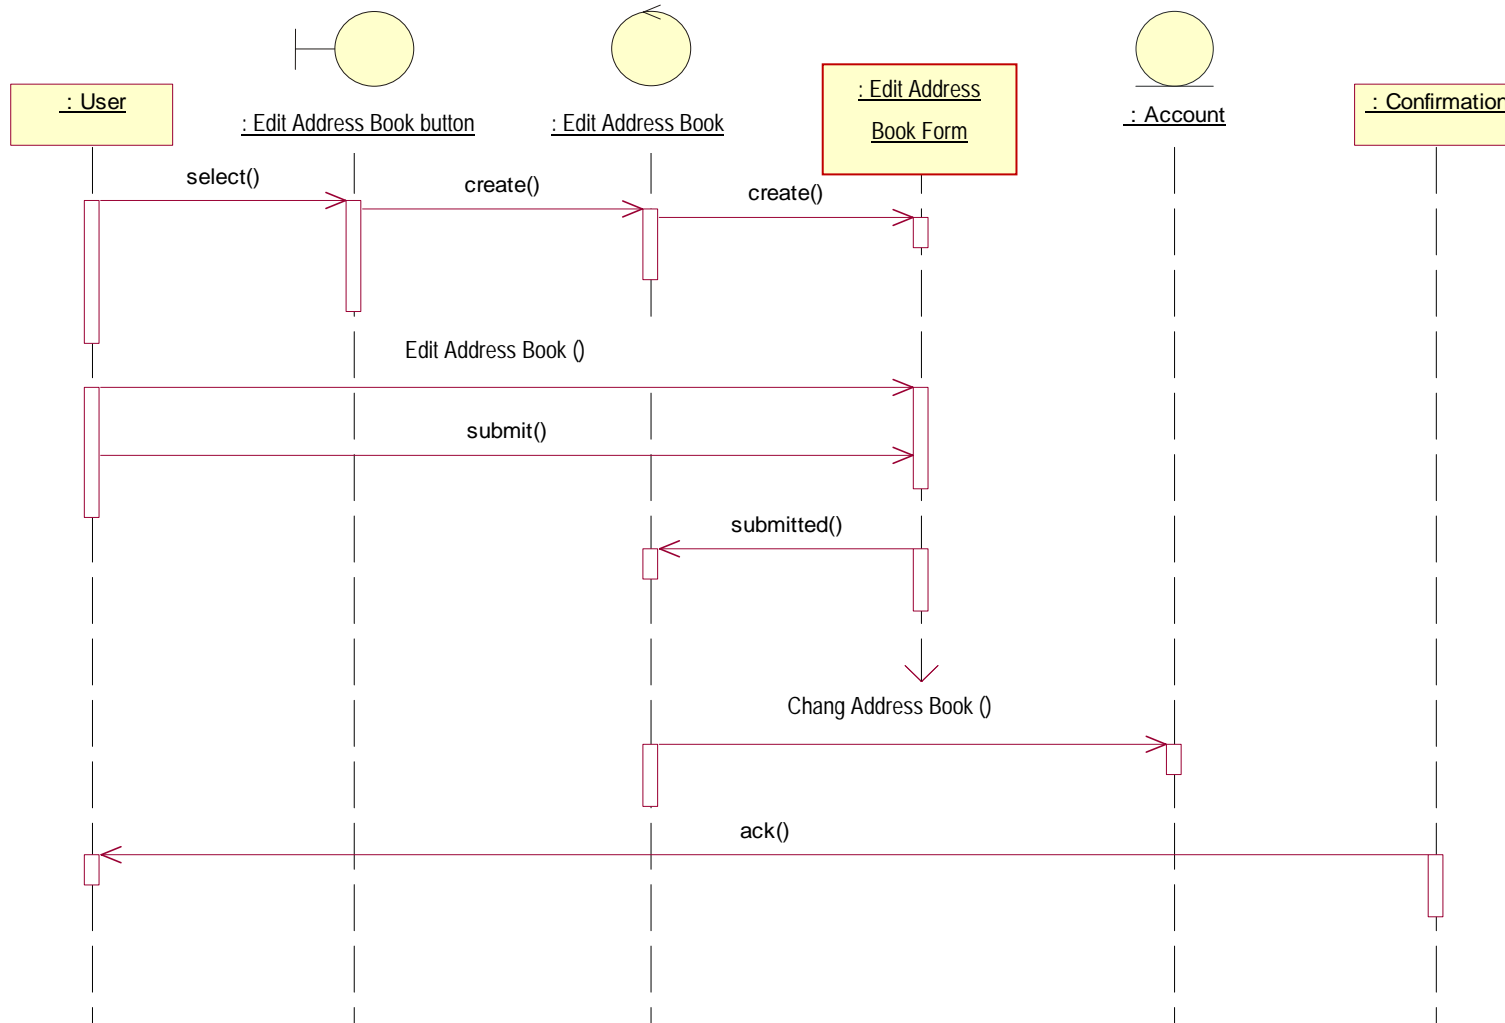 : User
: Edit Address Book button
: Edit Address Book
: Edit Address
Book Form
: Account
: Confirmation
select()
create()
create()
Edit Address Book ()
submit()
submitted()
Chang Address Book ()
ack()